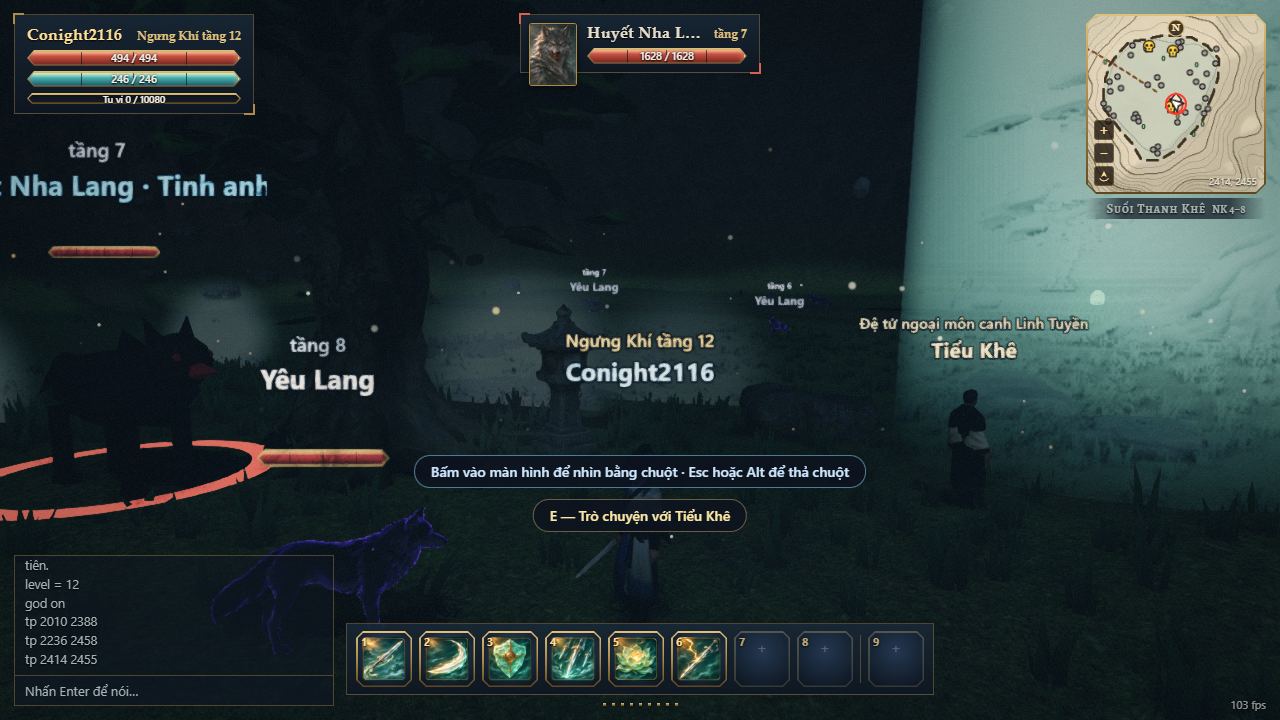 Conight2116 Ngưng Khí tầng 12
494 / 494
246 / 246
Tu vi 0 / 10080
Huyết Nha L... tầng 7
1628 / 1628
N
2414, 2455
Suối Thanh Khê NK 4–8
tầng 7
Nha Lang · Tinh anh
tầng 8
Yêu Lang
tầng 7
Yêu Lang
tầng 6
Yêu Lang
Ngưng Khí tầng 12
Conight2116
Đệ tử ngoại môn canh Linh Tuyền
Tiểu Khê
Bấm vào màn hình để nhìn bằng chuột · Esc hoặc Alt để thả chuột
E — Trò chuyện với Tiểu Khê
tiên.
level = 12
god on
tp 2010 2388
tp 2236 2458
tp 2414 2455
Nhấn Enter để nói...
1 2 3 4 5 6 7 8 9
103 fps